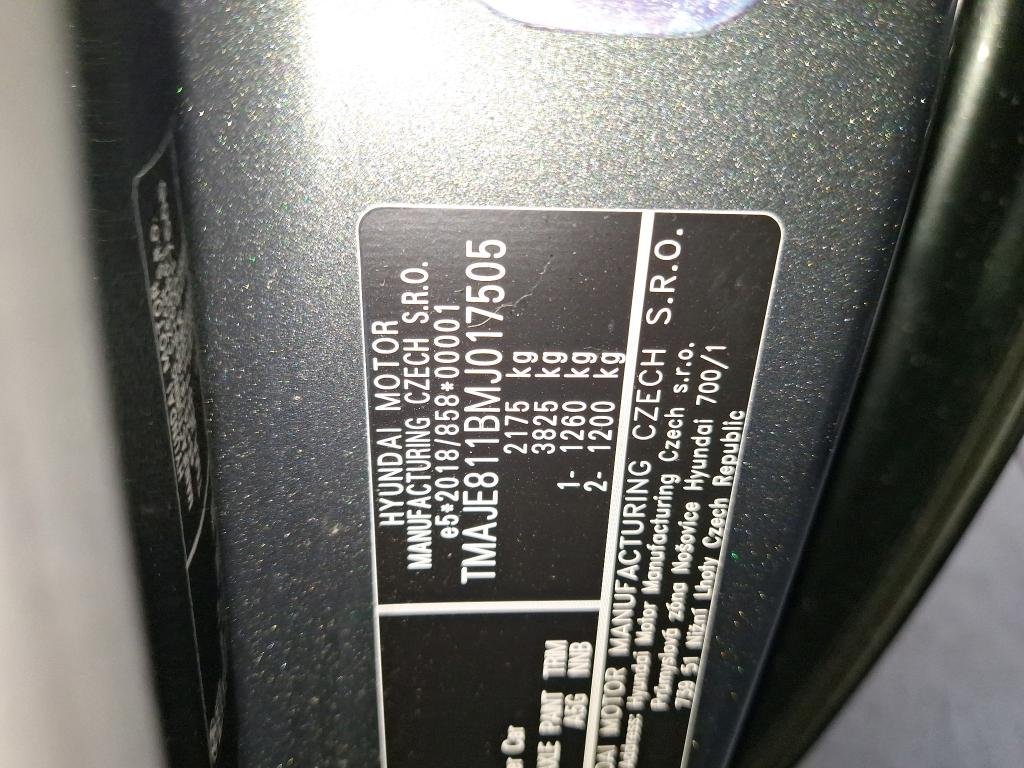 HYUNDAI MOTOR
MANUFACTURING CZECH S.R.O.
e5*2018/858*00001
TMAJE811BMJ017505
2175 kg
3825 kg
1- 1260 kg
2- 1200 kg
PAINT TRIM
A5G NNB
MOTOR MANUFACTURING CZECH S.R.O.
Address: Hyundai Motor Manufacturing Czech s.r.o.
Průmyslová zóna Nošovice Hyundai 700/1
739 51 Nižní Lhoty Czech Republic